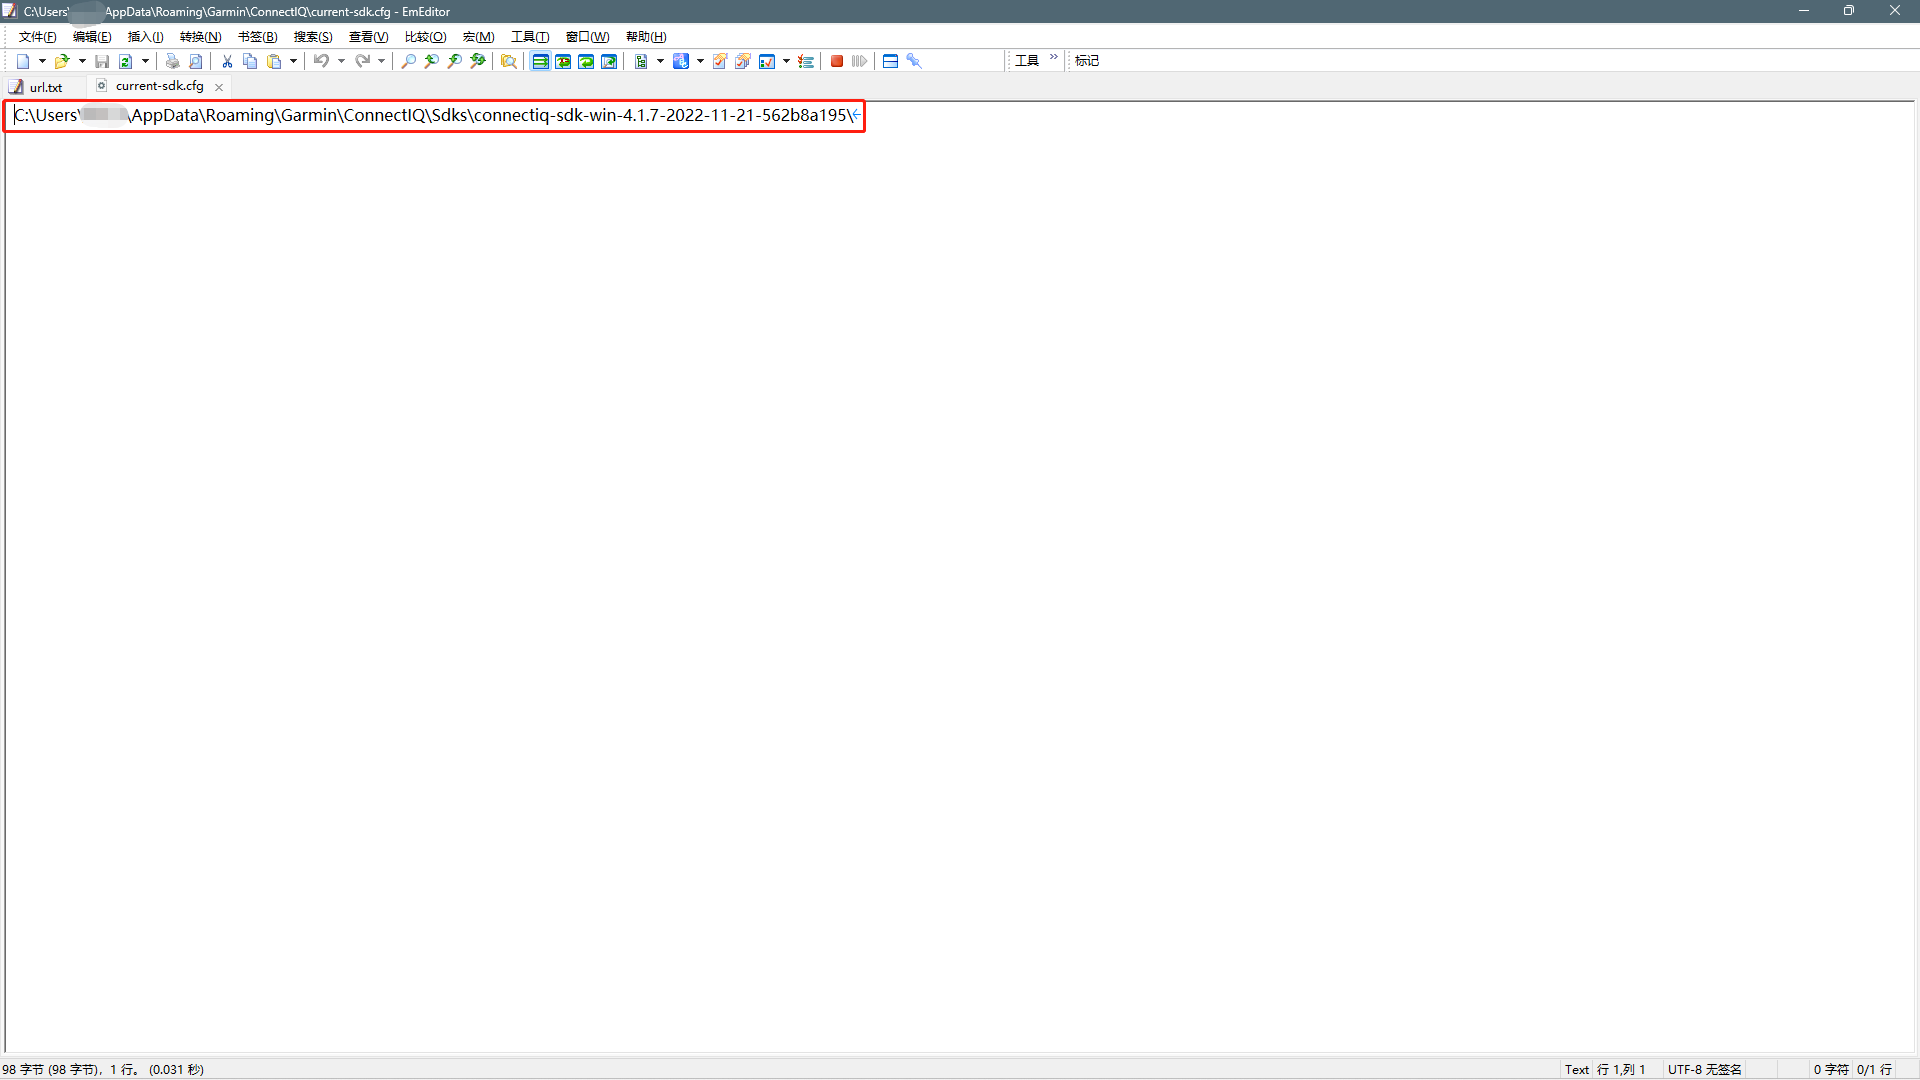 C:\Users\ AppData\Roaming\Garmin\ConnectIQ\current-sdk.cfg - EmEditor
文件(F) 编辑(E) 插入(I) 转换(N) 书签(B) 搜索(S) 查看(V) 比较(O) 宏(M) 工具(T) 窗口(W) 帮助(H)
工具 » 标记
url.txt current-sdk.cfg
C:\Users\ \AppData\Roaming\Garmin\ConnectIQ\Sdks\connectiq-sdk-win-4.1.7-2022-11-21-562b8a195\
98 字节 (98 字节)，1 行。 (0.031 秒) Text 行 1,列 1 UTF-8 无签名 0 字符 0/1 行